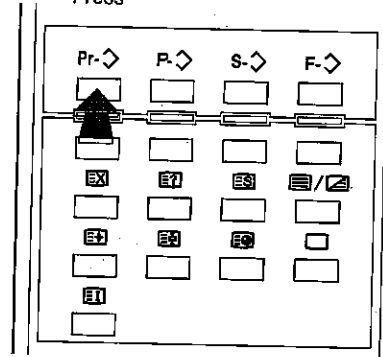 Press
Pr- P- S- F-
X ? S /
i